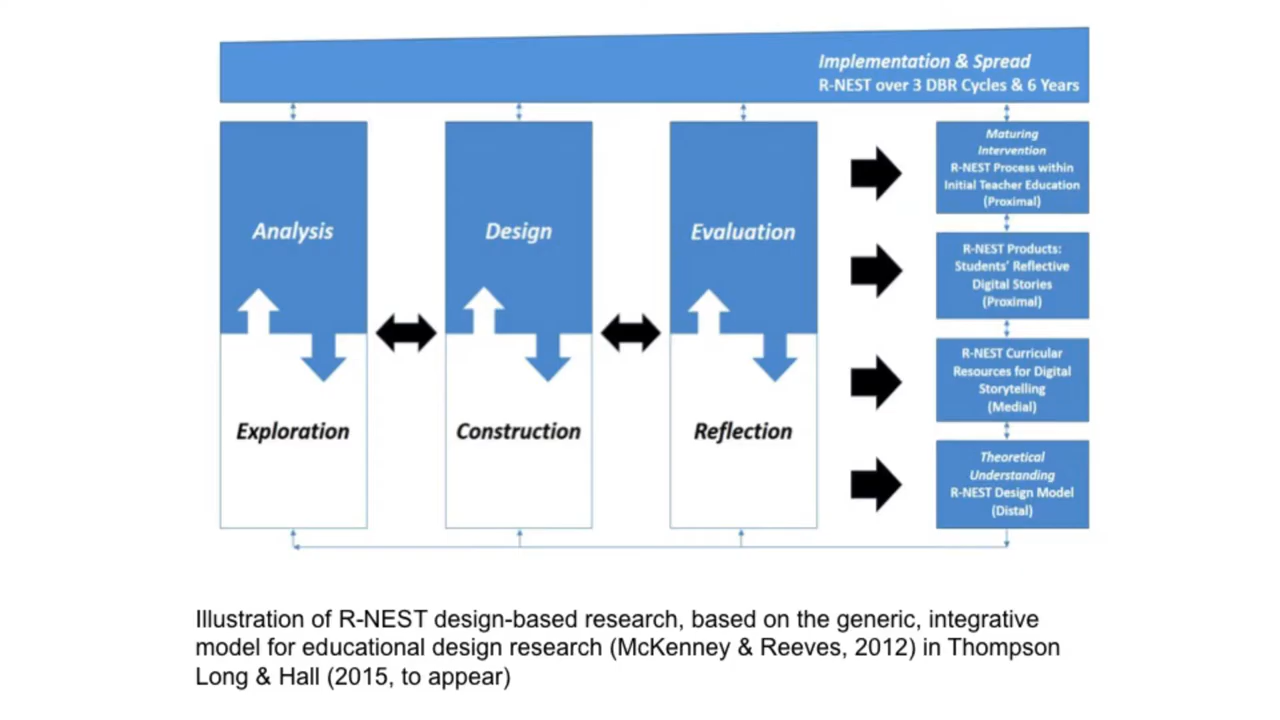 Implementation & Spread
R-NEST over 3 DBR Cycles & 6 Years
Analysis
Exploration
Design
Construction
Evaluation
Reflection
Maturing
Intervention
R-NEST Process within
Initial Teacher Education
(Proximal)
R-NEST Products:
Students' Reflective
Digital Stories
(Proximal)
R-NEST Curricular
Resources for Digital
Storytelling
(Medial)
Theoretical
Understanding
R-NEST Design Model
(Distal)
Illustration of R-NEST design-based research, based on the generic, integrative
model for educational design research (McKenney & Reeves, 2012) in Thompson
Long & Hall (2015, to appear)